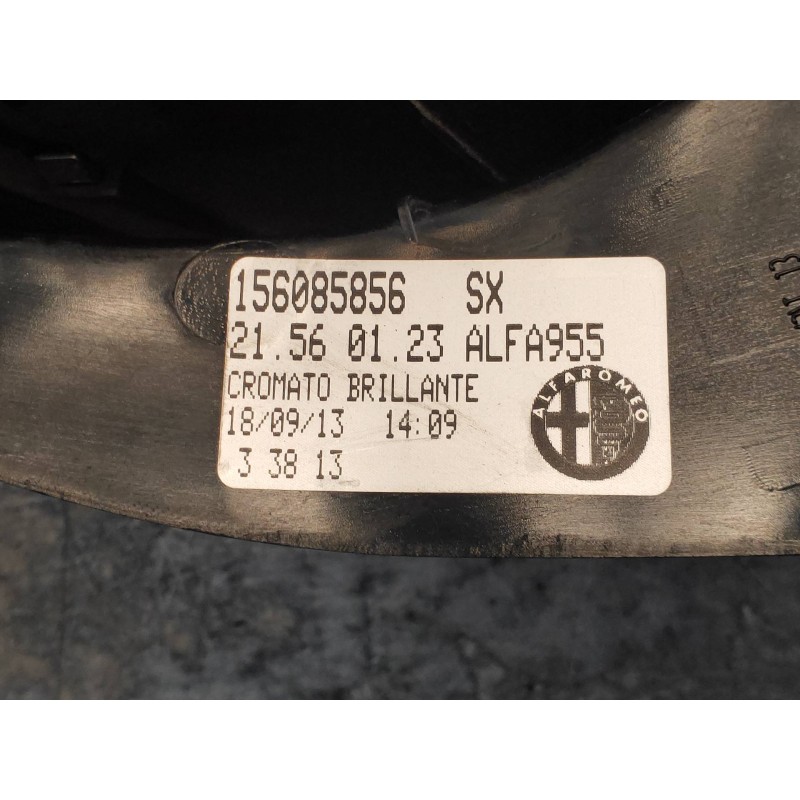 156085856 SX
21.56 01.23 ALFA955
CROMATO BRILLANTE
18/09/13 14:09
3 38 13
ALFA ROMEO